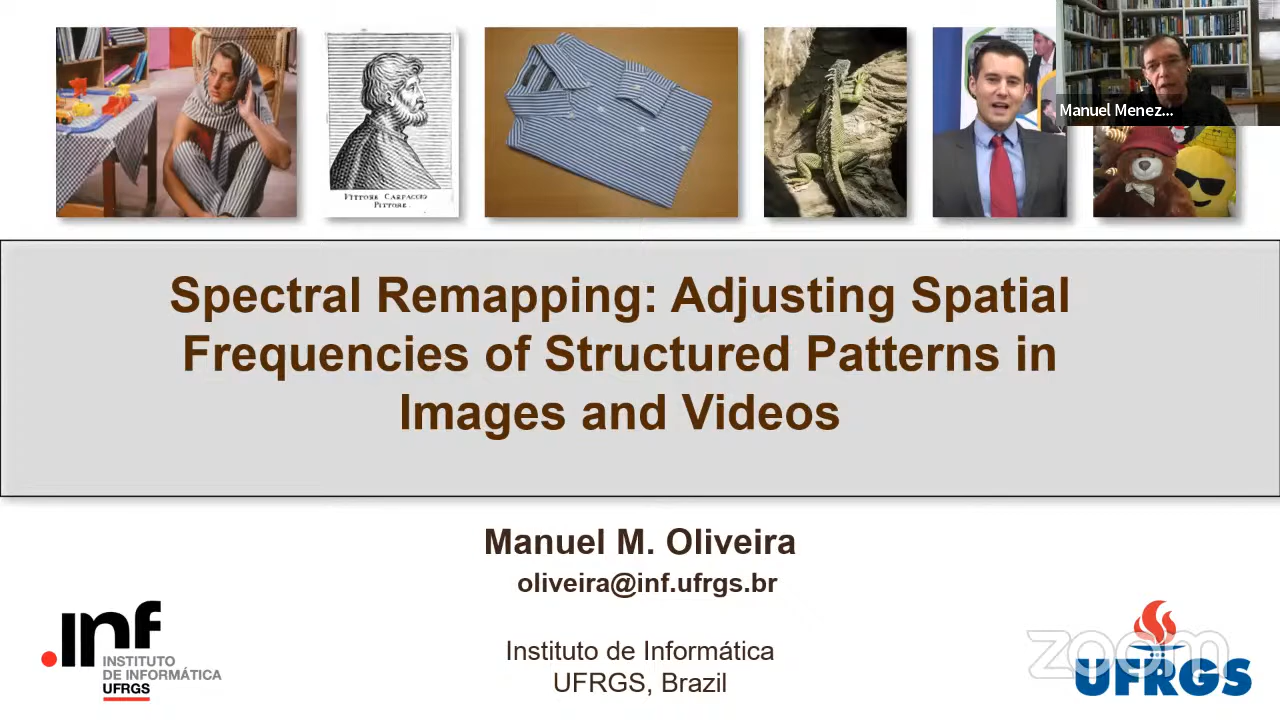 Manuel Menez...
VITTORE CARPACCIO
PITTORE.
Spectral Remapping: Adjusting Spatial
Frequencies of Structured Patterns in
Images and Videos
Manuel M. Oliveira
oliveira@inf.ufrgs.br
Instituto de Informática
UFRGS, Brazil
.inf
INSTITUTO
DE INFORMÁTICA
UFRGS
zoom
UFRGS